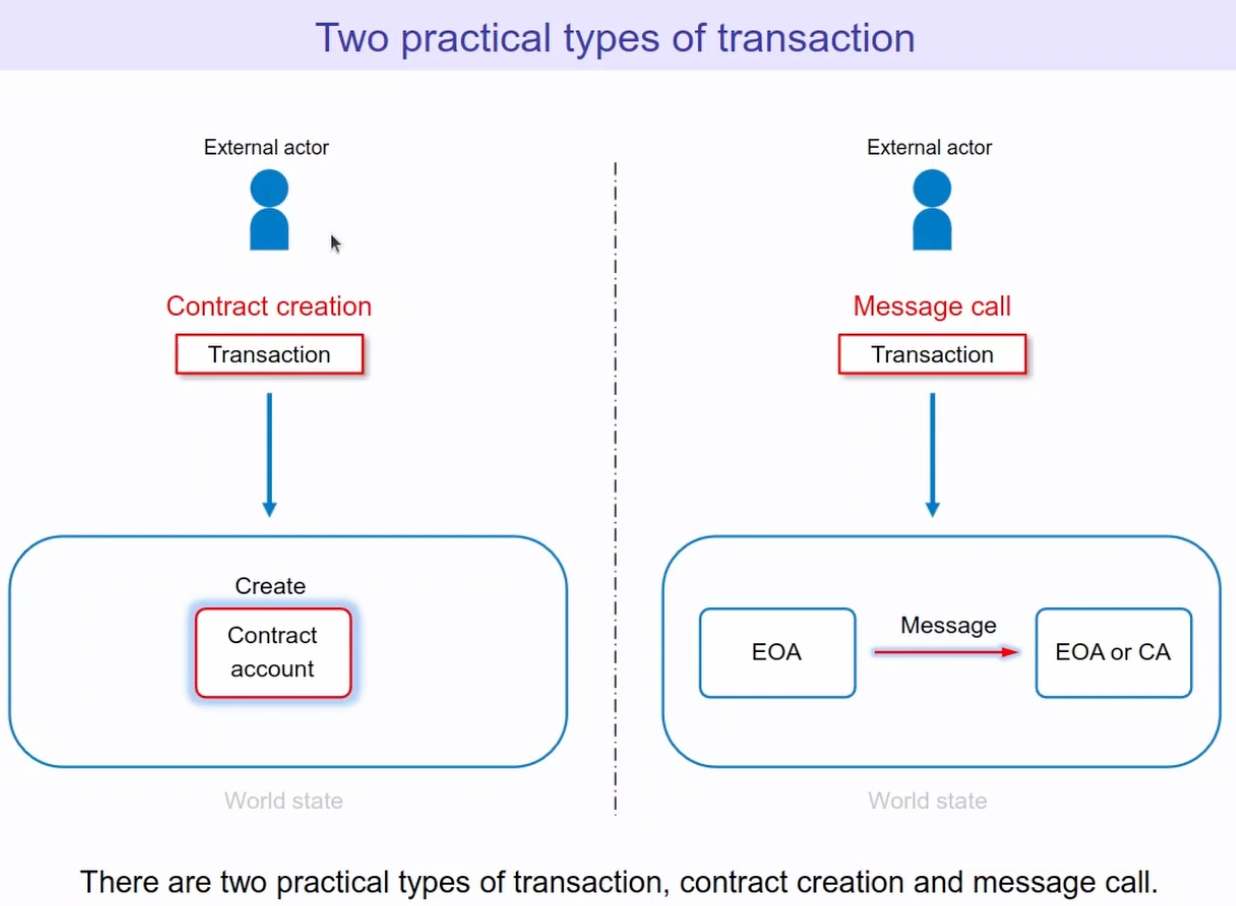 Two practical types of transaction
External actor
Contract creation
Transaction
Create
Contract
account
World state
External actor
Message call
Transaction
EOA
Message
EOA or CA
World state
There are two practical types of transaction, contract creation and message call.